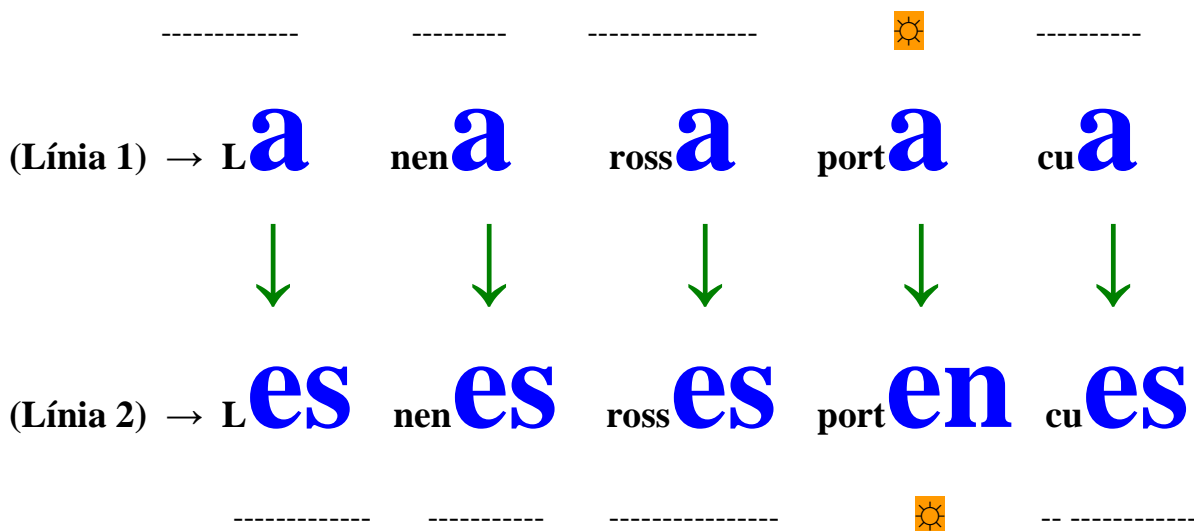 ------------- --------- ---------------- ☼ ----------
(Línia 1) → La nena rossa porta cua
↓ ↓ ↓ ↓ ↓
(Línia 2) → Les nenes rosses porten cues
------------- ----------- ---------------- ☼ -- ------------